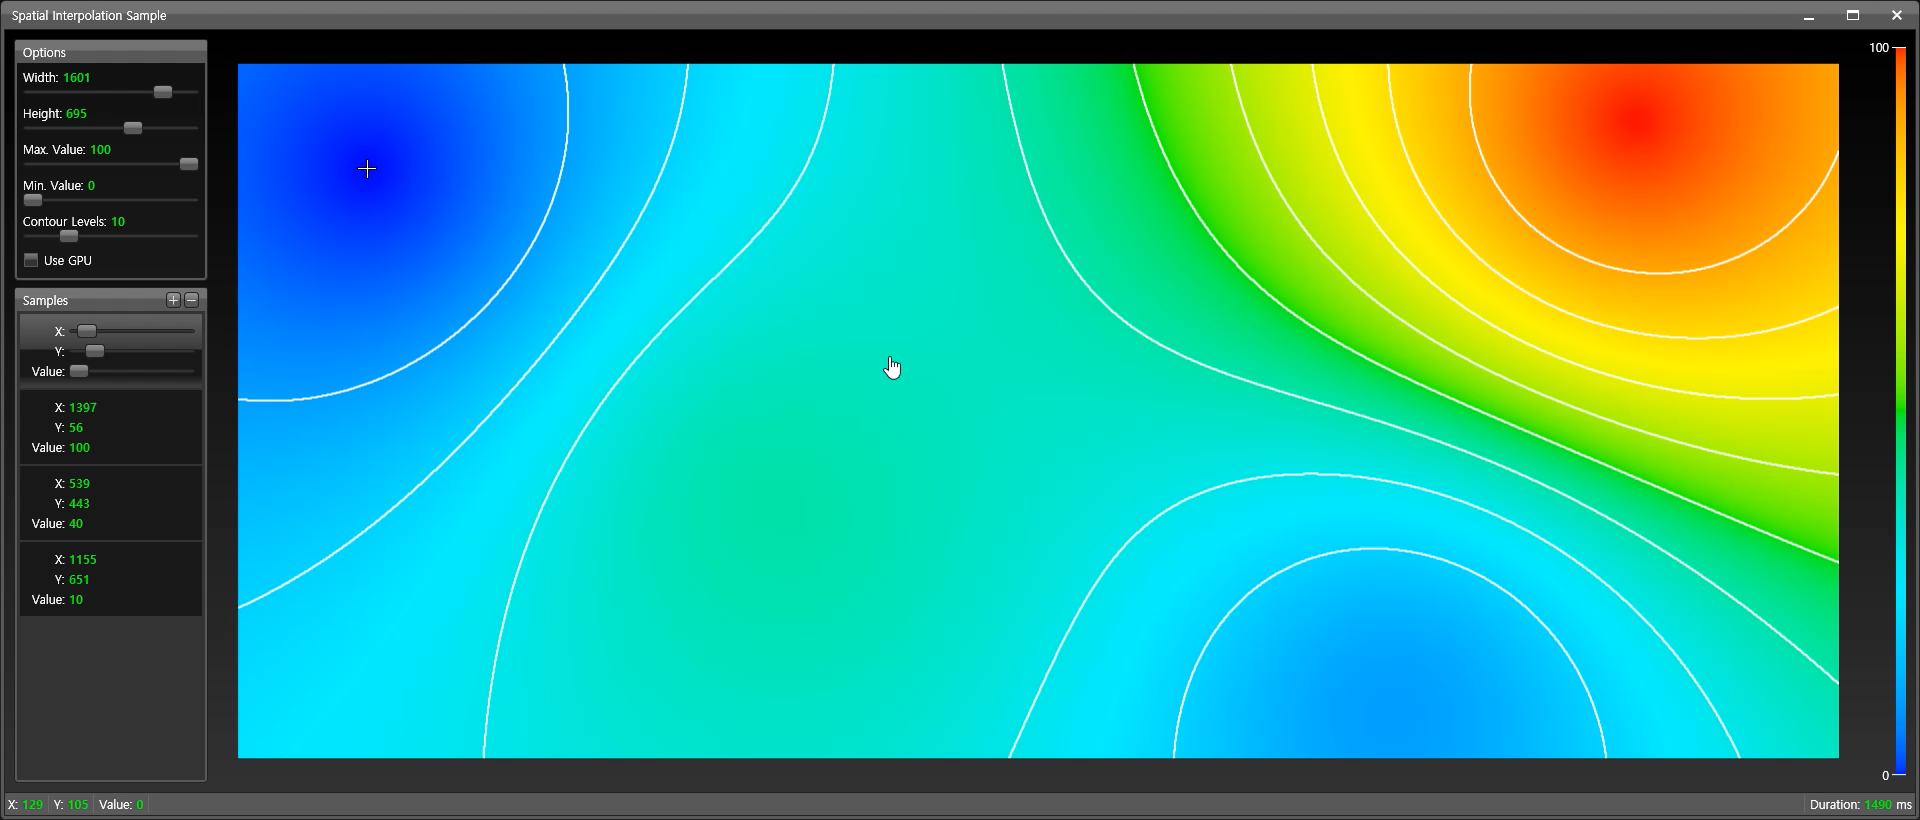 Spatial Interpolation Sample
Options
Width: 1601
Height: 695
Max. Value: 100
Min. Value: 0
Contour Levels: 10
Use GPU
Samples
X:
Y:
Value:
X: 1397
Y: 56
Value: 100
X: 539
Y: 443
Value: 40
X: 1155
Y: 651
Value: 10
100
0
X: 129 Y: 105 Value: 0
Duration: 1490 ms